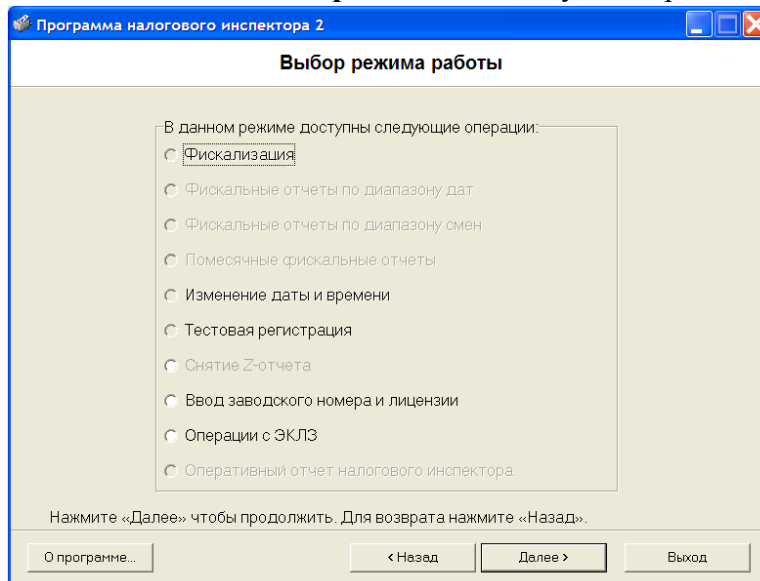 Программа налогового инспектора 2
Выбор режима работы
В данном режиме доступны следующие операции:
Фискализация
Фискальные отчеты по диапазону дат
Фискальные отчеты по диапазону смен
Помесячные фискальные отчеты
Изменение даты и времени
Тестовая регистрация
Снятие Z-отчета
Ввод заводского номера и лицензии
Операции с ЭКЛЗ
Оперативный отчет налогового инспектора
Нажмите «Далее» чтобы продолжить. Для возврата нажмите «Назад».
О программе... < Назад Далее > Выход